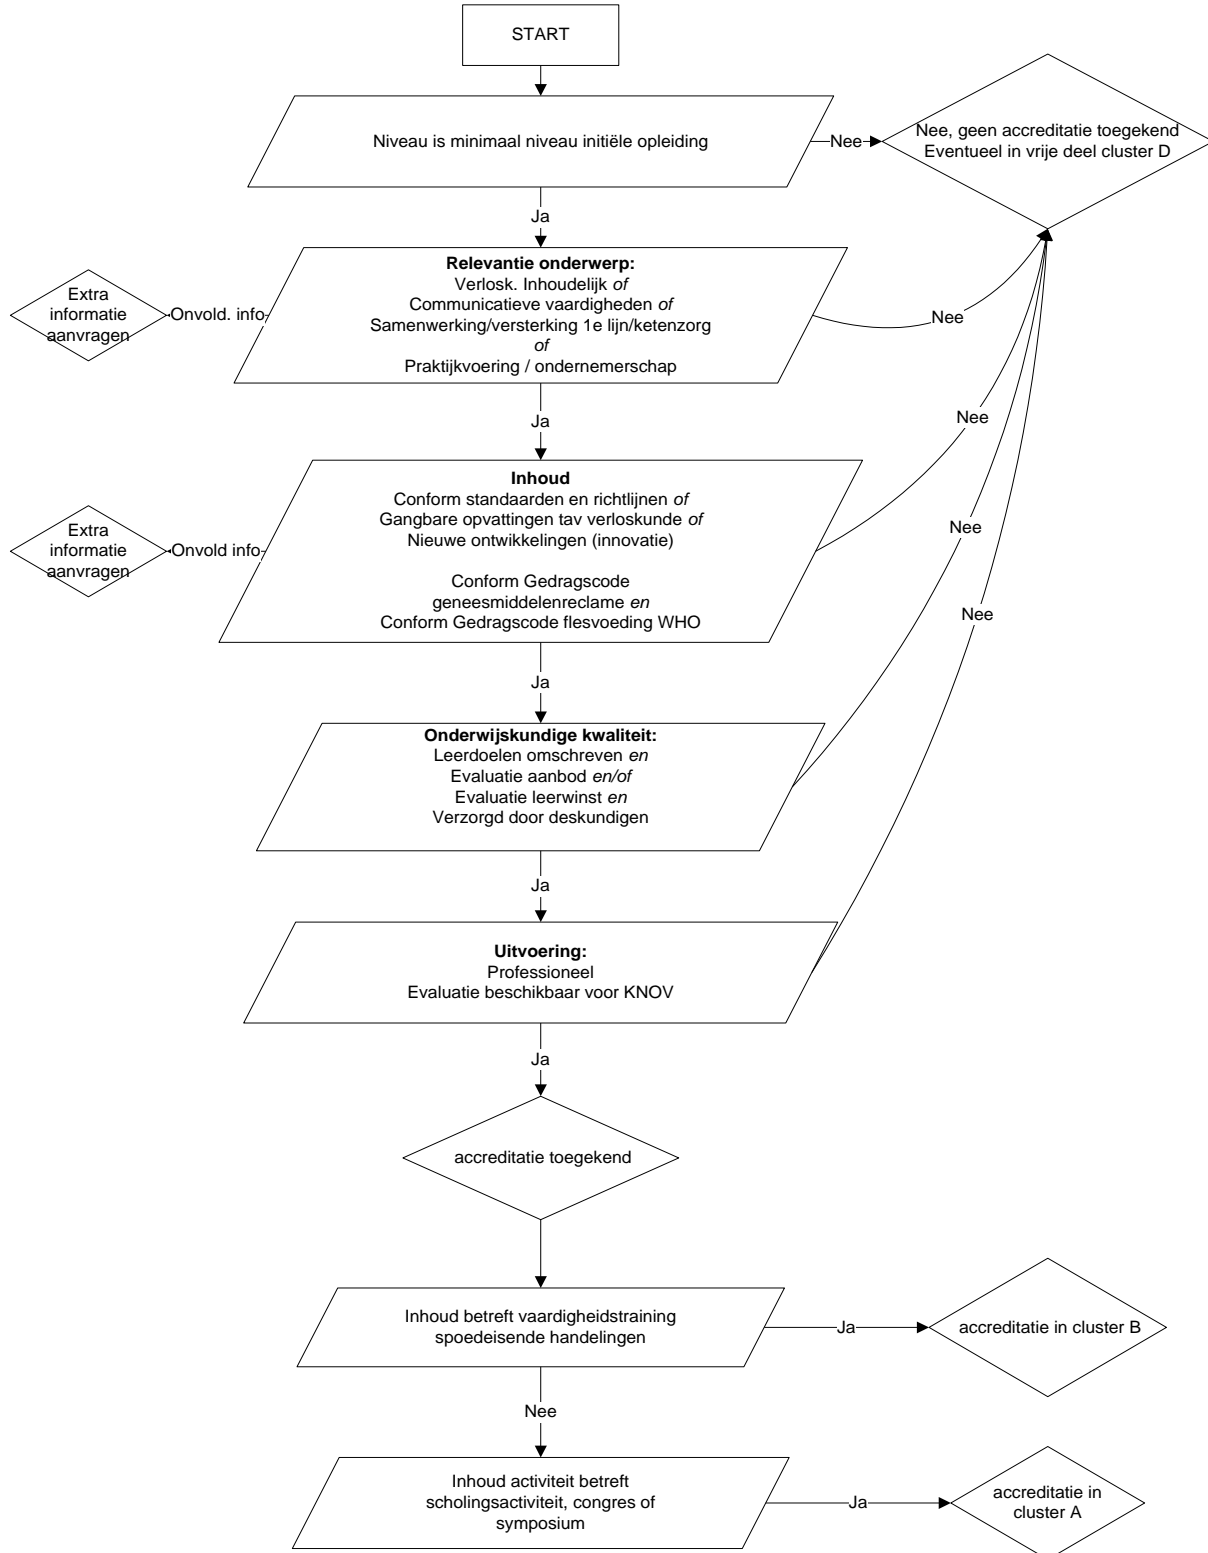 START
Niveau is minimaal niveau initiële opleiding
Nee
Nee, geen accreditatie toegekend
Eventueel in vrije deel cluster D
Ja
Relevantie onderwerp:
Verlosk. Inhoudelijk of
Communicatieve vaardigheden of
Samenwerking/versterking 1e lijn/ketenzorg
of
Praktijkvoering / ondernemerschap
Onvold. info
Extra
informatie
aanvragen
Nee
Ja
Inhoud
Conform standaarden en richtlijnen of
Gangbare opvattingen tav verloskunde of
Nieuwe ontwikkelingen (innovatie)
Conform Gedragscode
geneesmiddelenreclame en
Conform Gedragscode flesvoeding WHO
Onvold info
Extra
informatie
aanvragen
Nee
Ja
Onderwijskundige kwaliteit:
Leerdoelen omschreven en
Evaluatie aanbod en/of
Evaluatie leerwinst en
Verzorgd door deskundigen
Nee
Ja
Uitvoering:
Professioneel
Evaluatie beschikbaar voor KNOV
Nee
Ja
accreditatie toegekend
Inhoud betreft vaardigheidstraining
spoedeisende handelingen
Ja
accreditatie in cluster B
Nee
Inhoud activiteit betreft
scholingsactiviteit, congres of
symposium
Ja
accreditatie in
cluster A